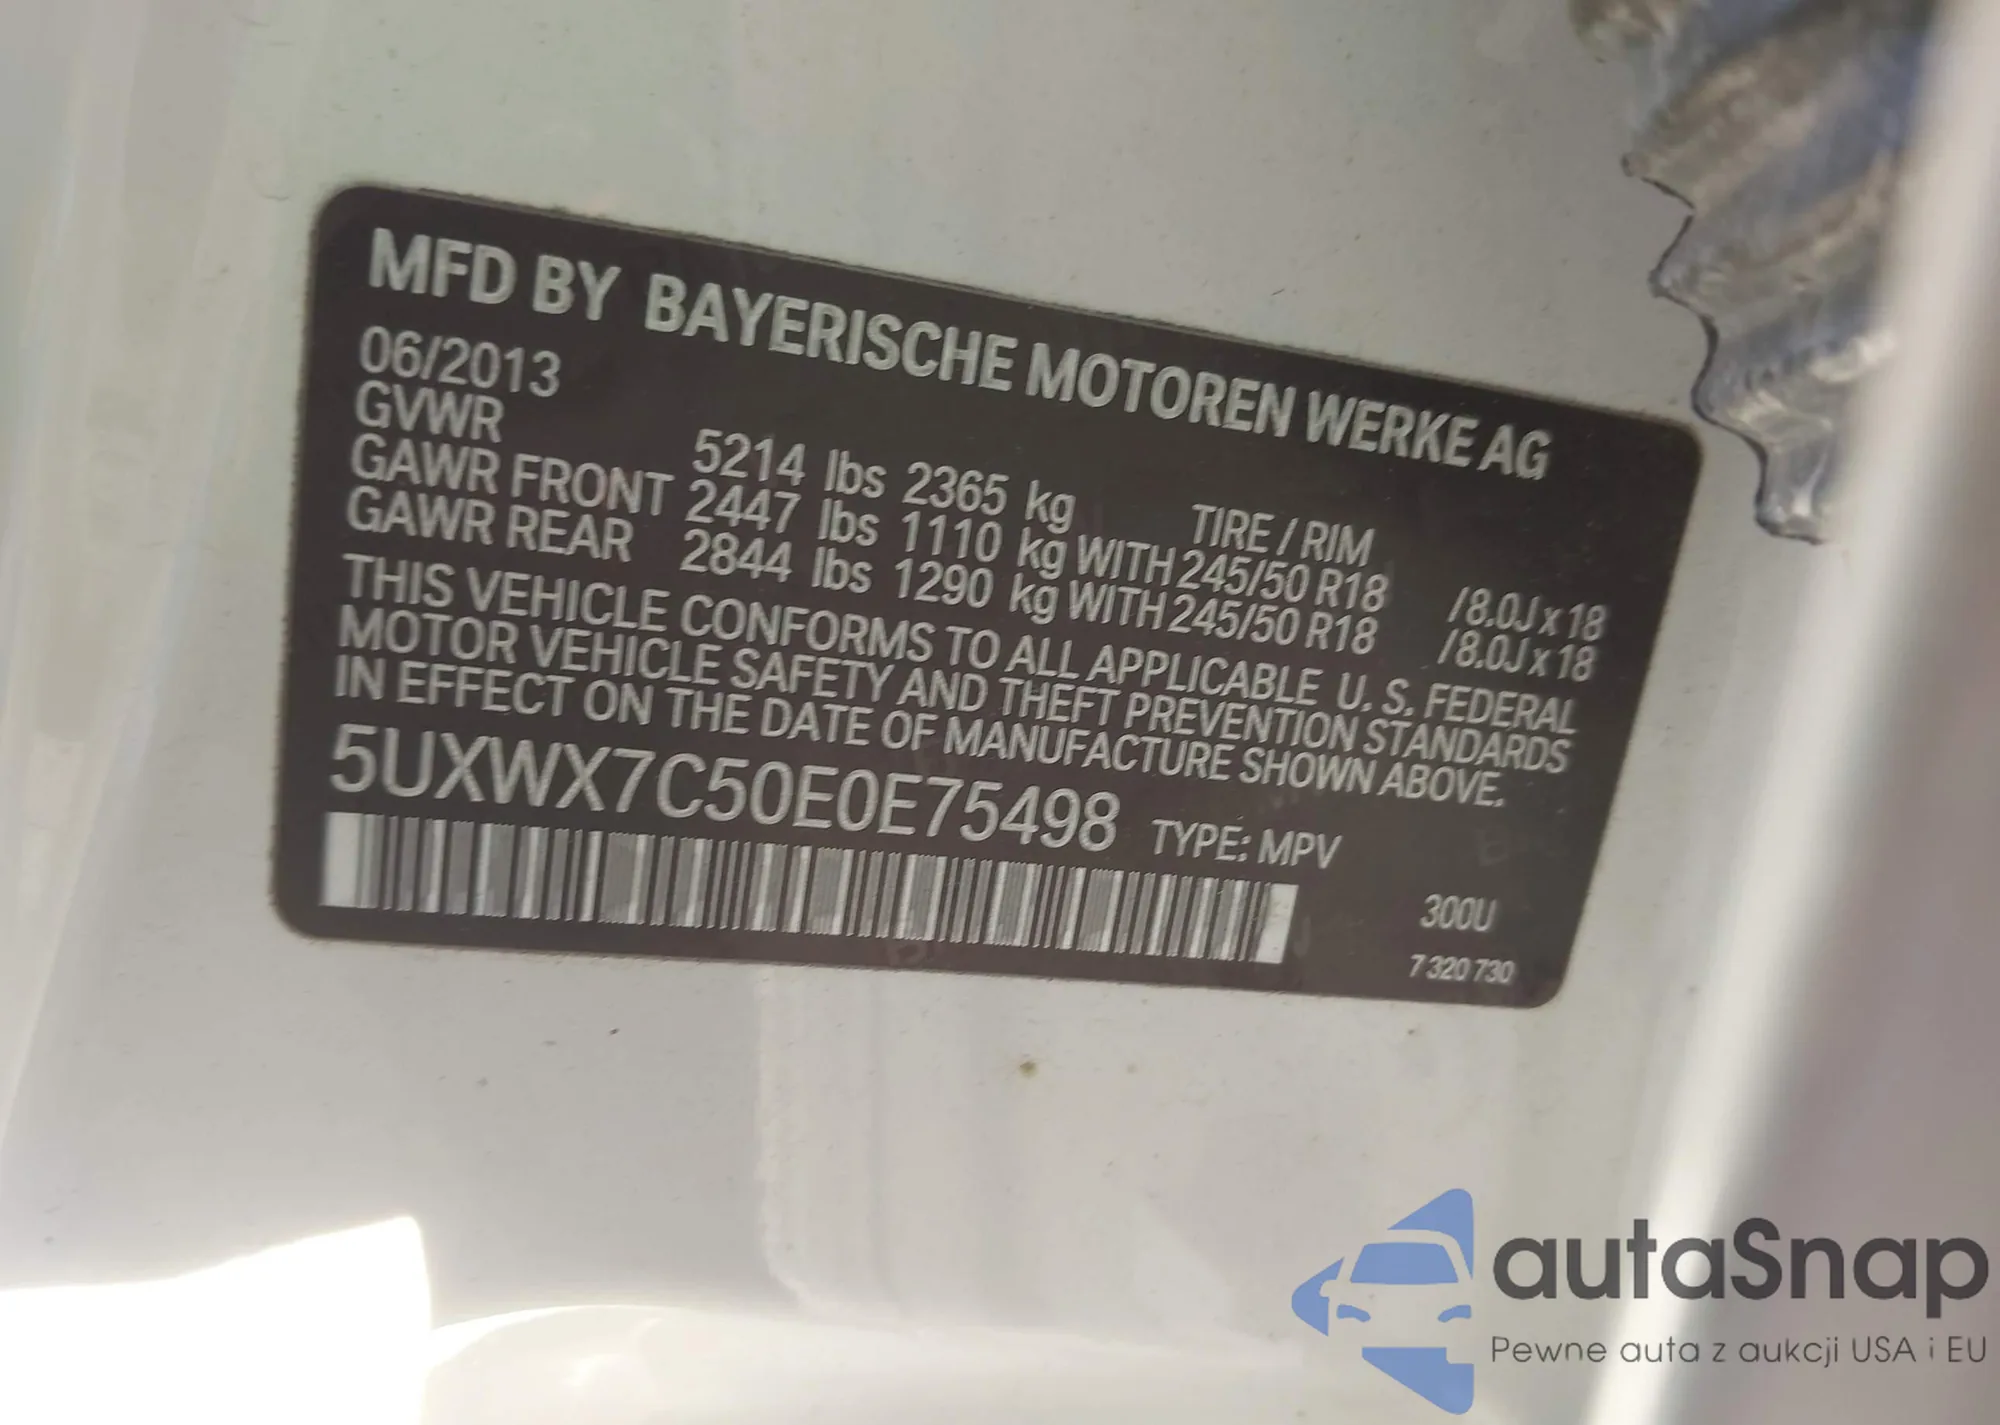 MFD BY BAYERISCHE MOTOREN WERKE AG
06/2013
GVWR 5214 lbs 2365 kg TIRE / RIM
GAWR FRONT 2447 lbs 1110 kg WITH 245/50 R18 /8.0J x 18
GAWR REAR 2844 lbs 1290 kg WITH 245/50 R18 /8.0J x 18
THIS VEHICLE CONFORMS TO ALL APPLICABLE U. S. FEDERAL
MOTOR VEHICLE SAFETY AND THEFT PREVENTION STANDARDS
IN EFFECT ON THE DATE OF MANUFACTURE SHOWN ABOVE.
5UXWX7C50E0E75498 TYPE: MPV
300U
7 320 730
autaSnap
Pewne auta z aukcji USA i EU